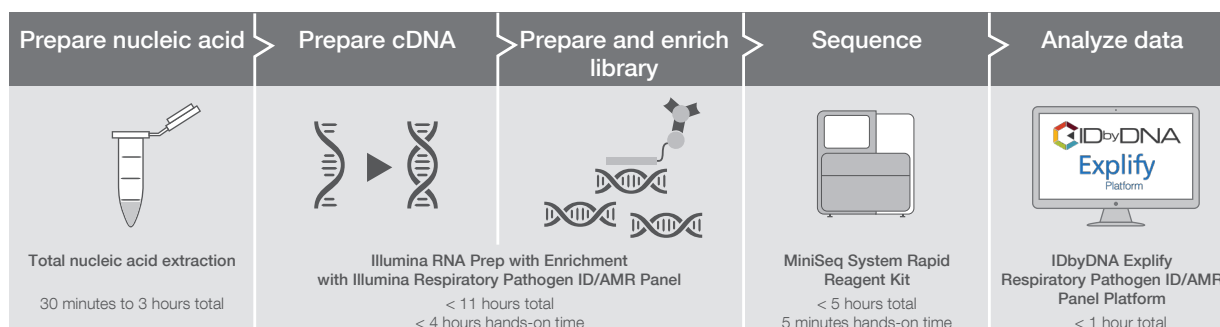 Prepare nucleic acid
Prepare cDNA
Prepare and enrich
library
Sequence
Analyze data
IDbyDNA
Explify
Platform
Total nucleic acid extraction
30 minutes to 3 hours total
Illumina RNA Prep with Enrichment
with Illumina Respiratory Pathogen ID/AMR Panel
< 11 hours total
< 4 hours hands-on time
MiniSeq System Rapid
Reagent Kit
< 5 hours total
5 minutes hands-on time
IDbyDNA Explify
Respiratory Pathogen ID/AMR
Panel Platform
< 1 hour total